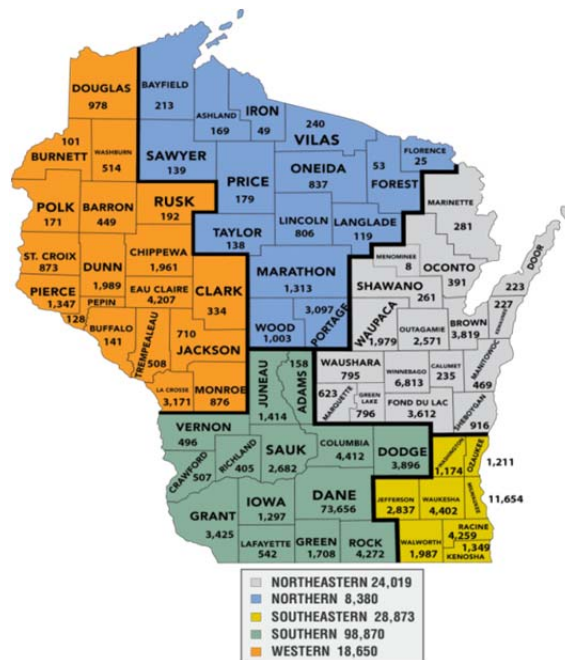 DOUGLAS
978
BAYFIELD
213
ASHLAND
169
IRON
49
240
VILAS
FLORENCE
25
101
BURNETT
WASHBURN
514
SAWYER
139
PRICE
179
ONEIDA
837
53
FOREST
MARINETTE
281
POLK
171
BARRON
449
RUSK
192
TAYLOR
138
LINCOLN
806
LANGLADE
119
MENOMINEE
8
OCONTO
391
DOOR
223
ST. CROIX
873
DUNN
1,989
CHIPPEWA
1,961
MARATHON
1,313
SHAWANO
261
PIERCE
1,347
PEPIN
128
EAU CLAIRE
4,207
CLARK
334
BUFFALO
141
TREMPEALEAU
508
710
JACKSON
WOOD
1,003
3,097
PORTAGE
WAUPACA
1,979
OUTAGAMIE
2,571
BROWN
3,819
227
KEWAUNEE
LA CROSSE
3,171
MONROE
876
JUNEAU
1,414
158
ADAMS
WAUSHARA
795
WINNEBAGO
6,813
CALUMET
235
MANITOWOC
469
623
MARQUETTE
GREEN
LAKE
796
FOND DU LAC
3,612
SHEBOYGAN
916
VERNON
496
CRAWFORD
507
RICHLAND
405
SAUK
2,682
COLUMBIA
4,412
DODGE
3,896
WASHINGTON
1,174
OZAUKEE
1,211
GRANT
3,425
IOWA
1,297
DANE
73,656
JEFFERSON
2,837
WAUKESHA
4,402
MILWAUKEE
11,654
LAFAYETTE
542
GREEN
1,708
ROCK
4,272
WALWORTH
1,987
RACINE
4,259
1,349
KENOSHA
NORTHEASTERN 24,019
NORTHERN 8,380
SOUTHEASTERN 28,873
SOUTHERN 98,870
WESTERN 18,650